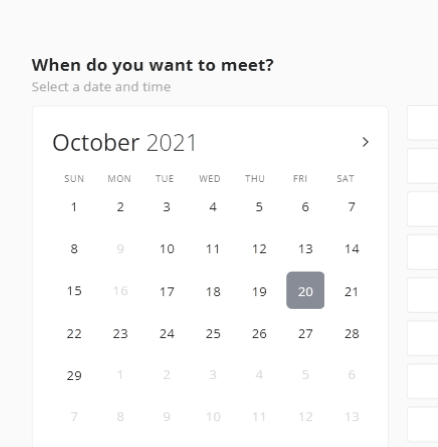 When do you want to meet?
Select a date and time
October 2021
SUN MON TUE WED THU FRI SAT
1 2 3 4 5 6 7
8 9 10 11 12 13 14
15 16 17 18 19 20 21
22 23 24 25 26 27 28
29 1 2 3 4 5 6
7 8 9 10 11 12 13